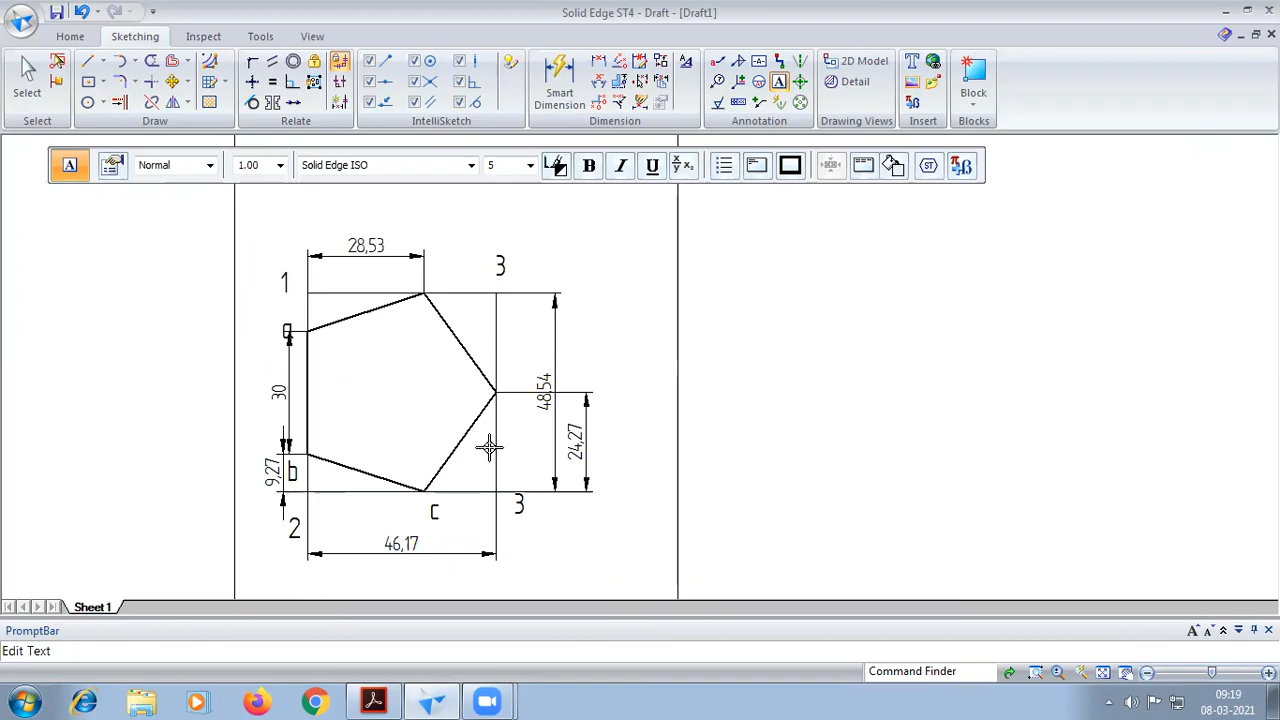 Solid Edge ST4 - Draft - [Draft1]
Home Sketching Inspect Tools View
Select
Smart
Dimension
A
2D Model
Detail
Block
Select Draw Relate IntelliSketch Dimension Annotation Drawing Views Insert Blocks
A Normal 1.00 Solid Edge ISO 5 B I U ST
28,53
3
1
a
30
48,54
24,27
9,27
b
c
3
2
46,17
Sheet1
PromptBar
Edit Text
Command Finder
09:19
08-03-2021